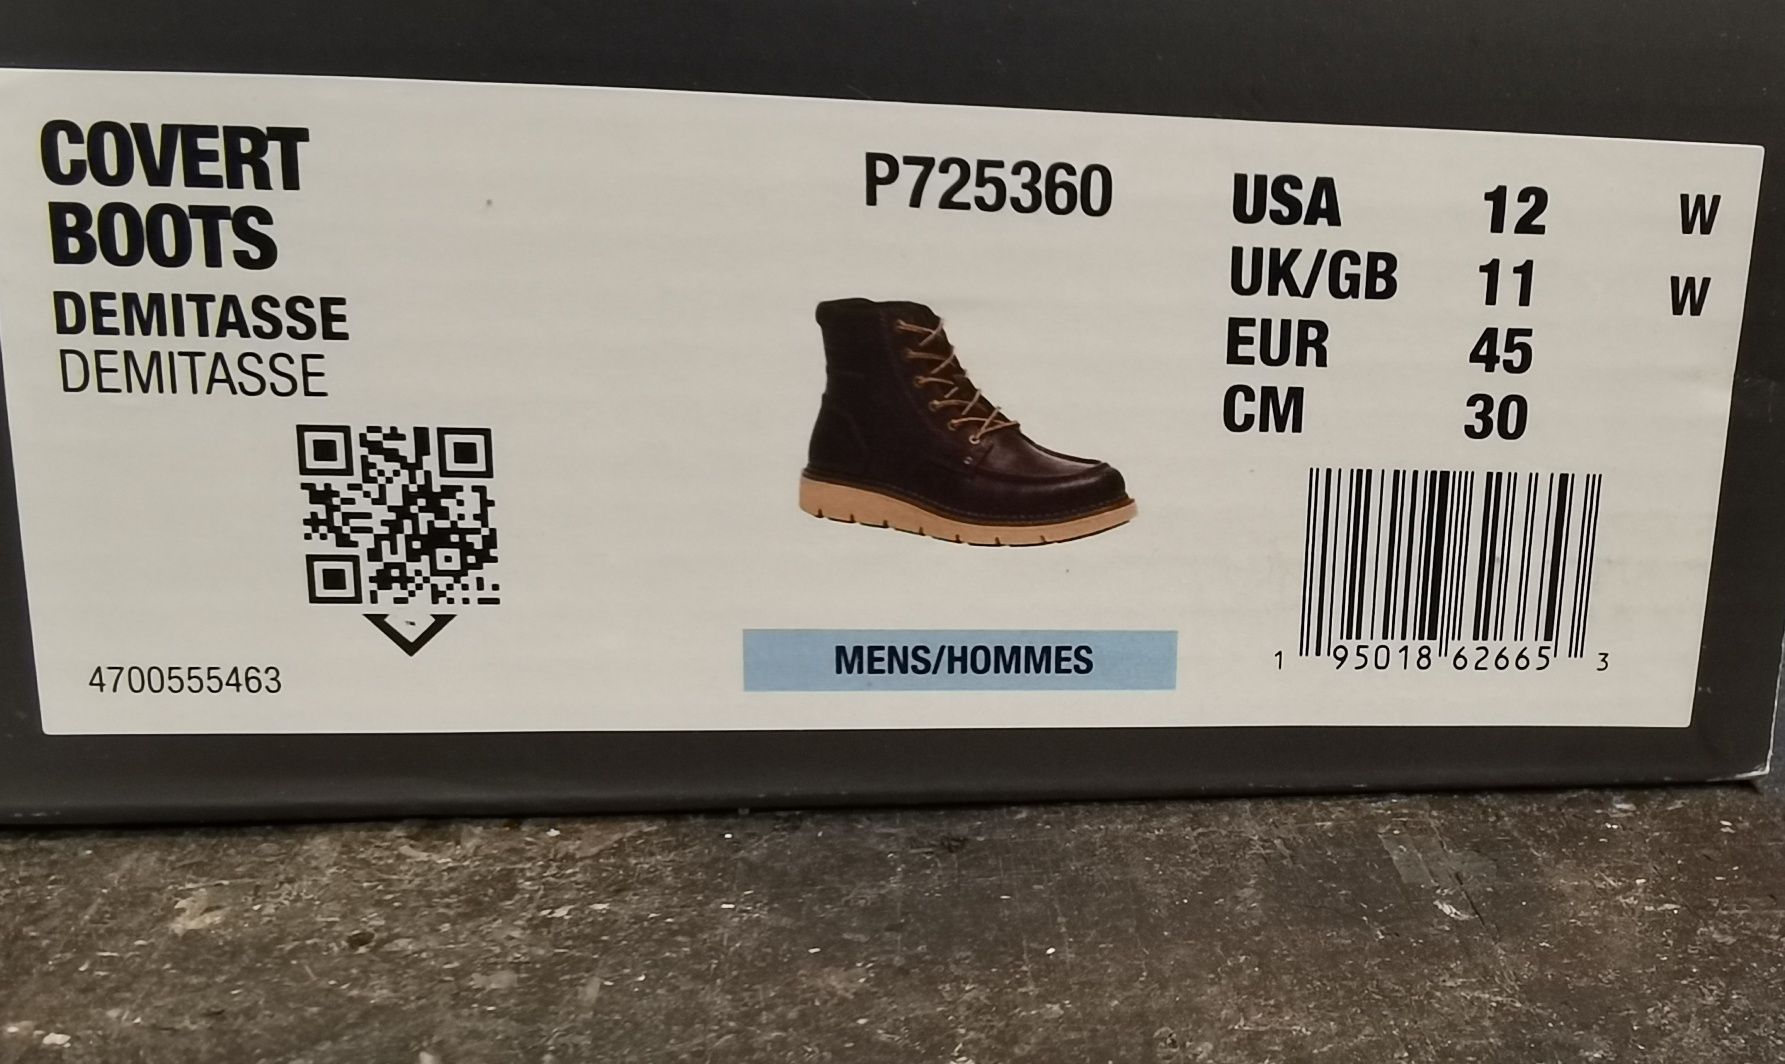 COVERT
BOOTS
DEMITASSE
DEMITASSE
4700555463
P725360
MENS/HOMMES
USA 12 W
UK/GB 11 W
EUR 45
CM 30
1 95018 62665 3